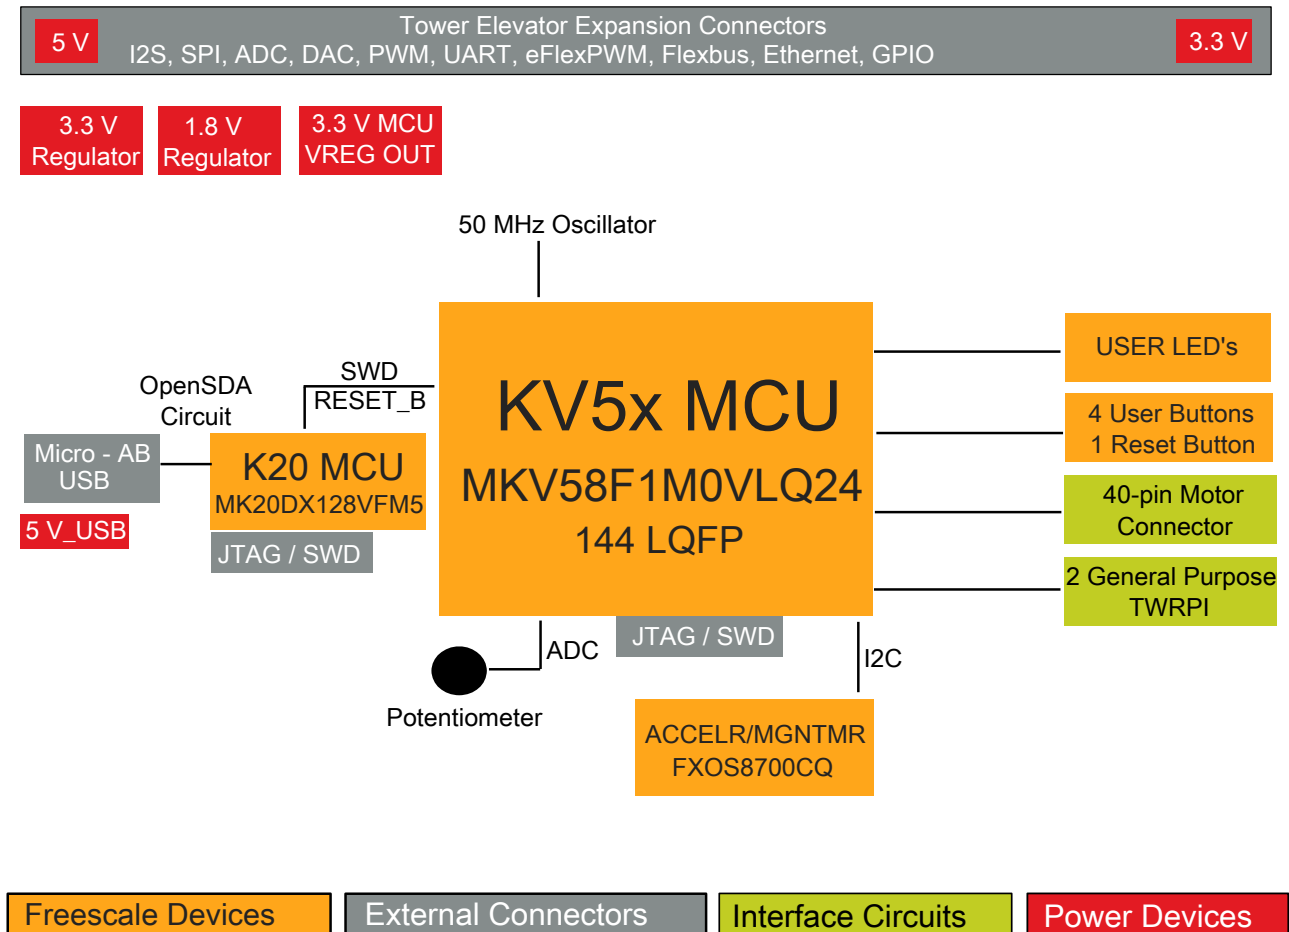 Tower Elevator Expansion Connectors
5 V
I2S, SPI, ADC, DAC, PWM, UART, eFlexPWM, Flexbus, Ethernet, GPIO
3.3 V
3.3 V
Regulator
1.8 V
Regulator
3.3 V MCU
VREG OUT
50 MHz Oscillator
SWD
RESET_B
OpenSDA
Circuit
Micro - AB
USB
5 V_USB
K20 MCU
MK20DX128VFM5
JTAG / SWD
KV5x MCU
MKV58F1M0VLQ24
144 LQFP
USER LED's
4 User Buttons
1 Reset Button
40-pin Motor
Connector
2 General Purpose
TWRPI
JTAG / SWD
ADC
Potentiometer
I2C
ACCELR/MGNTMR
FXOS8700CQ
Freescale Devices
External Connectors
Interface Circuits
Power Devices